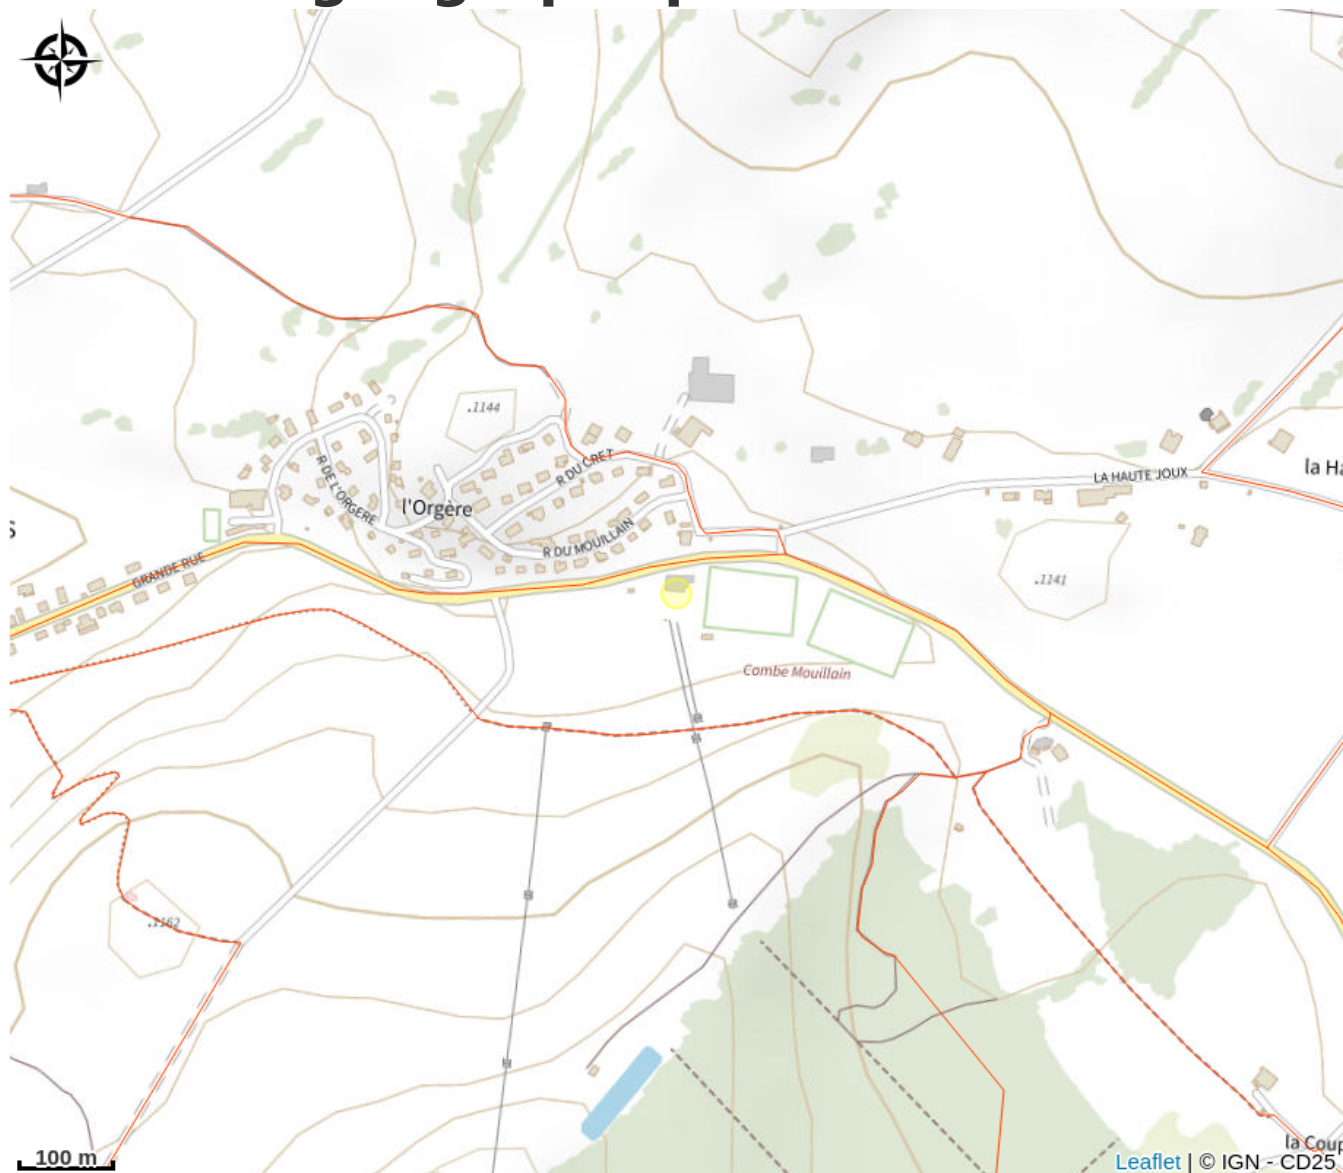 .1144
R DU CRET
R DE L'ORGERE
l'Orgère
R DU MOUILLAIN
LA HAUTE JOUX
la Ha
GRANDE RUE
.1141
Combe Mouillain
.1162
la Coup
100 m
Leaflet | © IGN - CD25